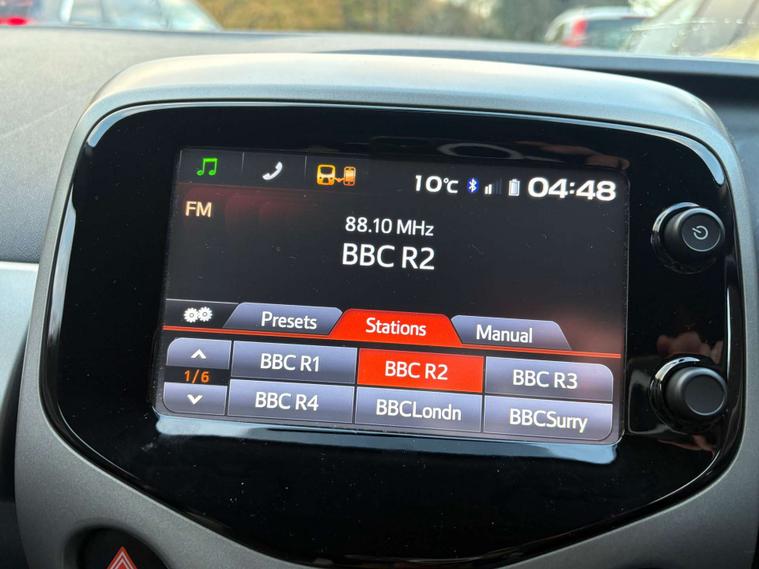 10°C 04:48
FM
88.10 MHz
BBC R2
Presets Stations Manual
1/6
BBC R1 BBC R2 BBC R3
BBC R4 BBCLondn BBCSurry